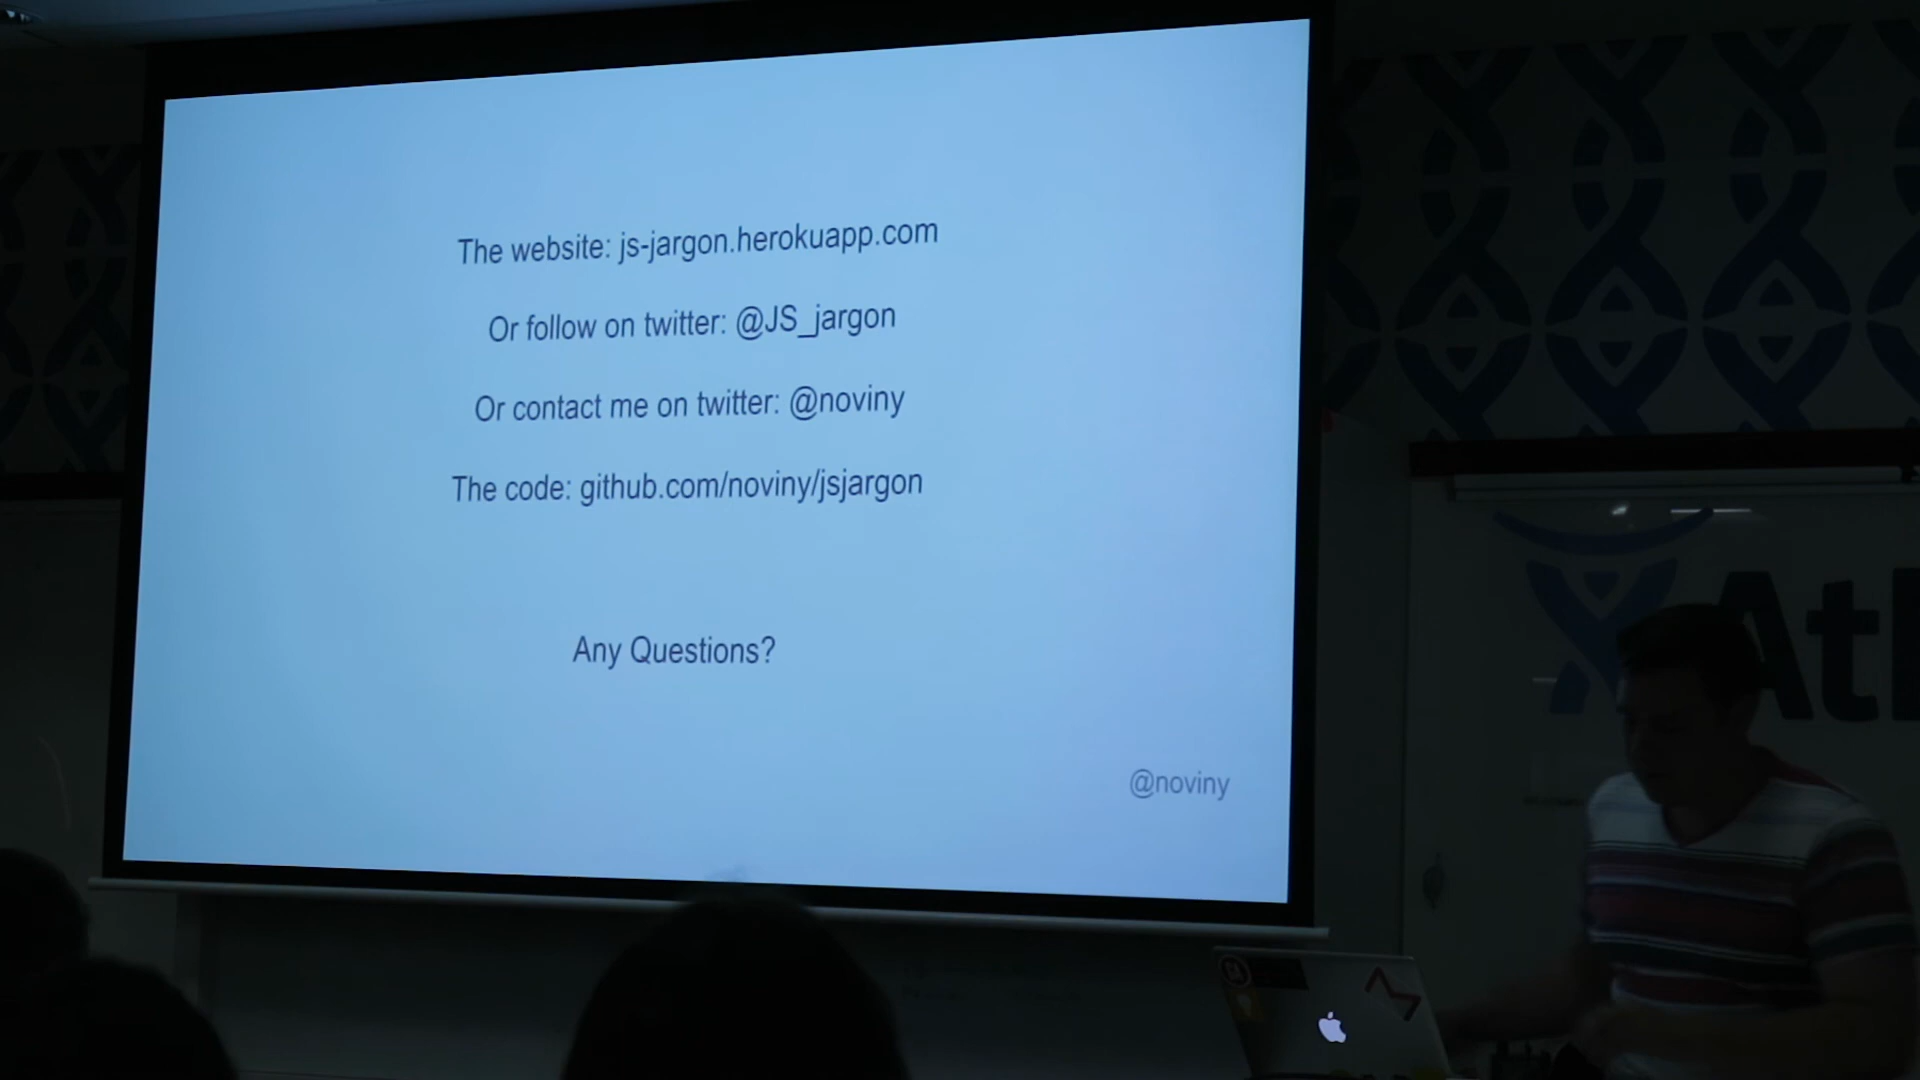 The website: js-jargon.herokuapp.com
Or follow on twitter: @JS_jargon
Or contact me on twitter: @noviny
The code: github.com/noviny/jsjargon
Any Questions?
@noviny
Atl